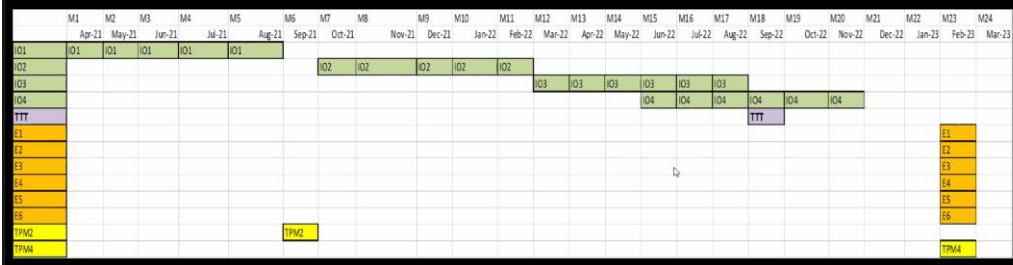 M1 M2 M3 M4 M5 M6 M7 M8 M9 M10 M11 M12 M13 M14 M15 M16 M17 M18 M19 M20 M21 M22 M23 M24
Apr-21 May-21 Jun-21 Jul-21 Aug-21 Sep-21 Oct-21 Nov-21 Dec-21 Jan-22 Feb-22 Mar-22 Apr-22 May-22 Jun-22 Jul-22 Aug-22 Sep-22 Oct-22 Nov-22 Dec-22 Jan-23 Feb-23 Mar-23
IO1 IO1 IO1 IO1 IO1 IO1
IO2 IO2 IO2 IO2 IO2 IO2
IO3 IO3 IO3 IO3 IO3 IO3 IO3
IO4 IO4 IO4 IO4 IO4 IO4 IO4
TTT TTT
E1 E1
E2 E2
E3 E3
E4 E4
E5 E5
E6 E6
TPM2 TPM2
TPM4 TPM4